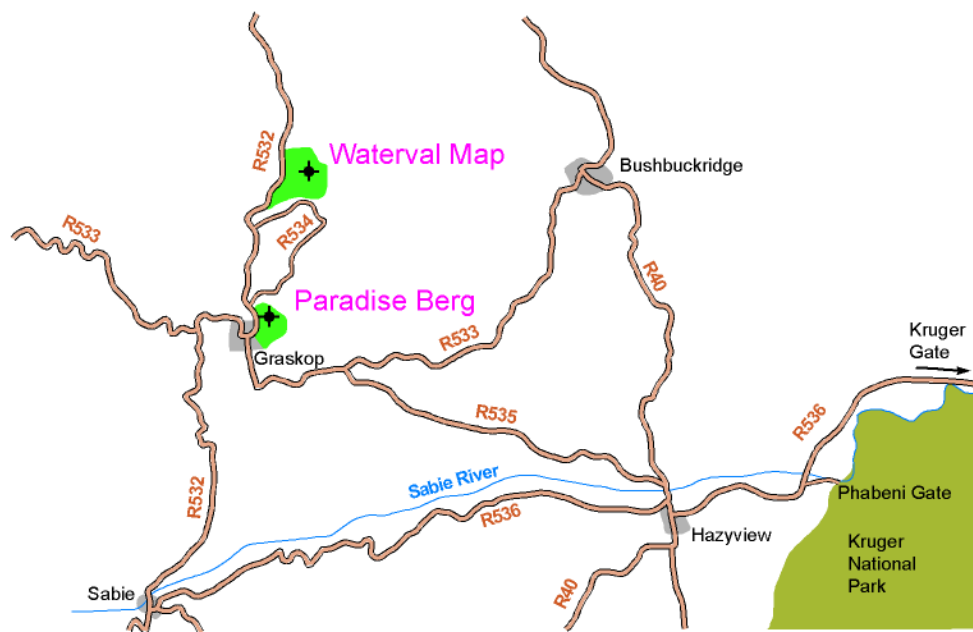 R532
Waterval Map
Bushbuckridge
R533
R534
R40
Paradise Berg
Graskop
R533
Kruger
Gate
R535
R536
Sabie River
R532
R536
Phabeni Gate
Hazyview
Kruger
National
Park
Sabie
R40